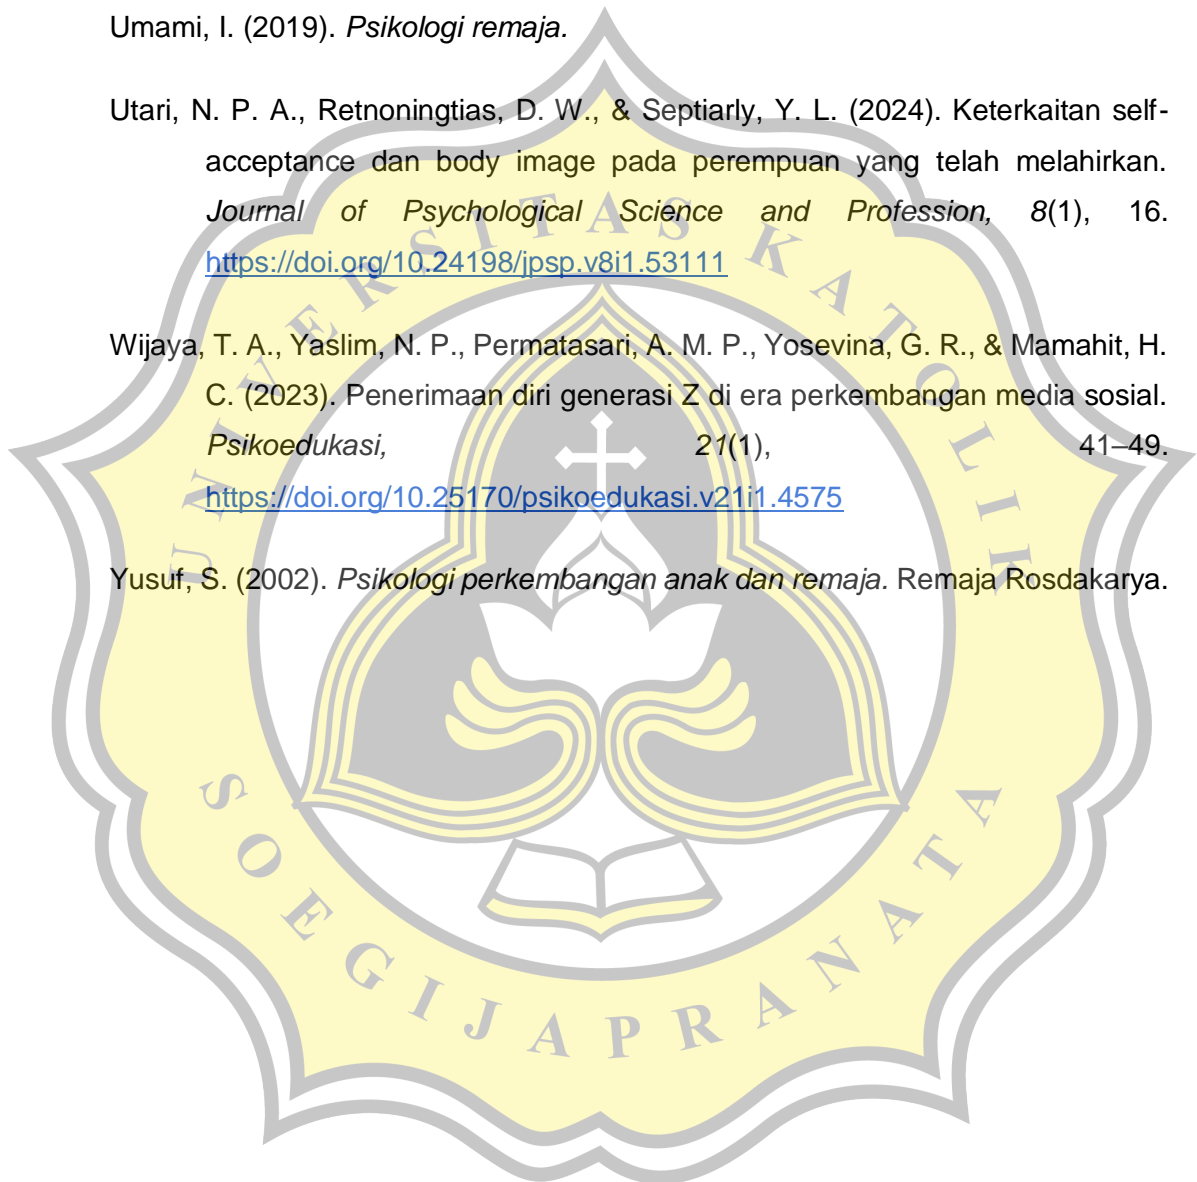 Umami, I. (2019). Psikologi remaja.
Utari, N. P. A., Retnoningtias, D. W., & Septiarly, Y. L. (2024). Keterkaitan self-
acceptance dan body image pada perempuan yang telah melahirkan.
Journal of Psychological Science and Profession, 8(1), 16.
https://doi.org/10.24198/jpsp.v8i1.53111
Wijaya, T. A., Yaslim, N. P., Permatasari, A. M. P., Yosevina, G. R., & Mamahit, H.
C. (2023). Penerimaan diri generasi Z di era perkembangan media sosial.
Psikoedukasi, 21(1), 41–49.
https://doi.org/10.25170/psikoedukasi.v21i1.4575
Yusuf, S. (2002). Psikologi perkembangan anak dan remaja. Remaja Rosdakarya.
UNIVERSITAS KATOLIK
SOEGIJAPRANATA